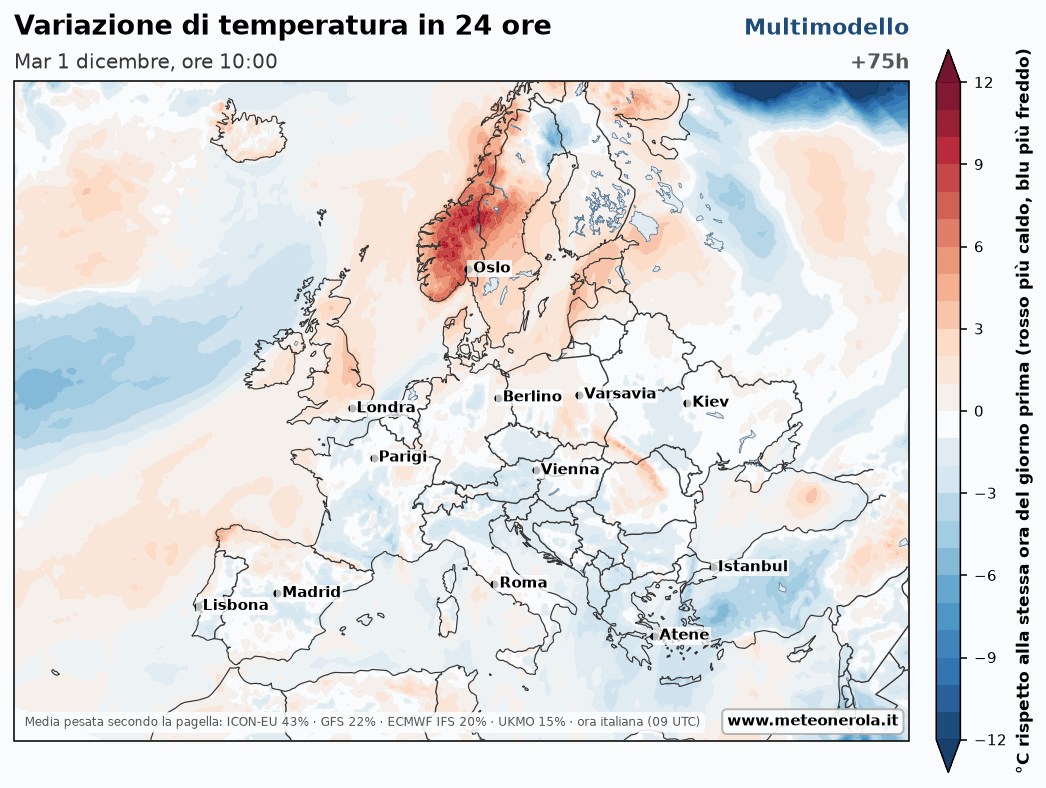 Variazione di temperatura in 24 ore
Multimodello
Mar 1 dicembre, ore 10:00
+75h
Oslo
Londra
Berlino
Varsavia
Kiev
Parigi
Vienna
Istanbul
Roma
Madrid
Lisbona
Atene
Media pesata secondo la pagella: ICON-EU 43% · GFS 22% · ECMWF IFS 20% · UKMO 15% · ora italiana (09 UTC)
www.meteonerola.it
12
9
6
3
0
−3
−6
−9
−12
°C rispetto alla stessa ora del giorno prima (rosso più caldo, blu più freddo)